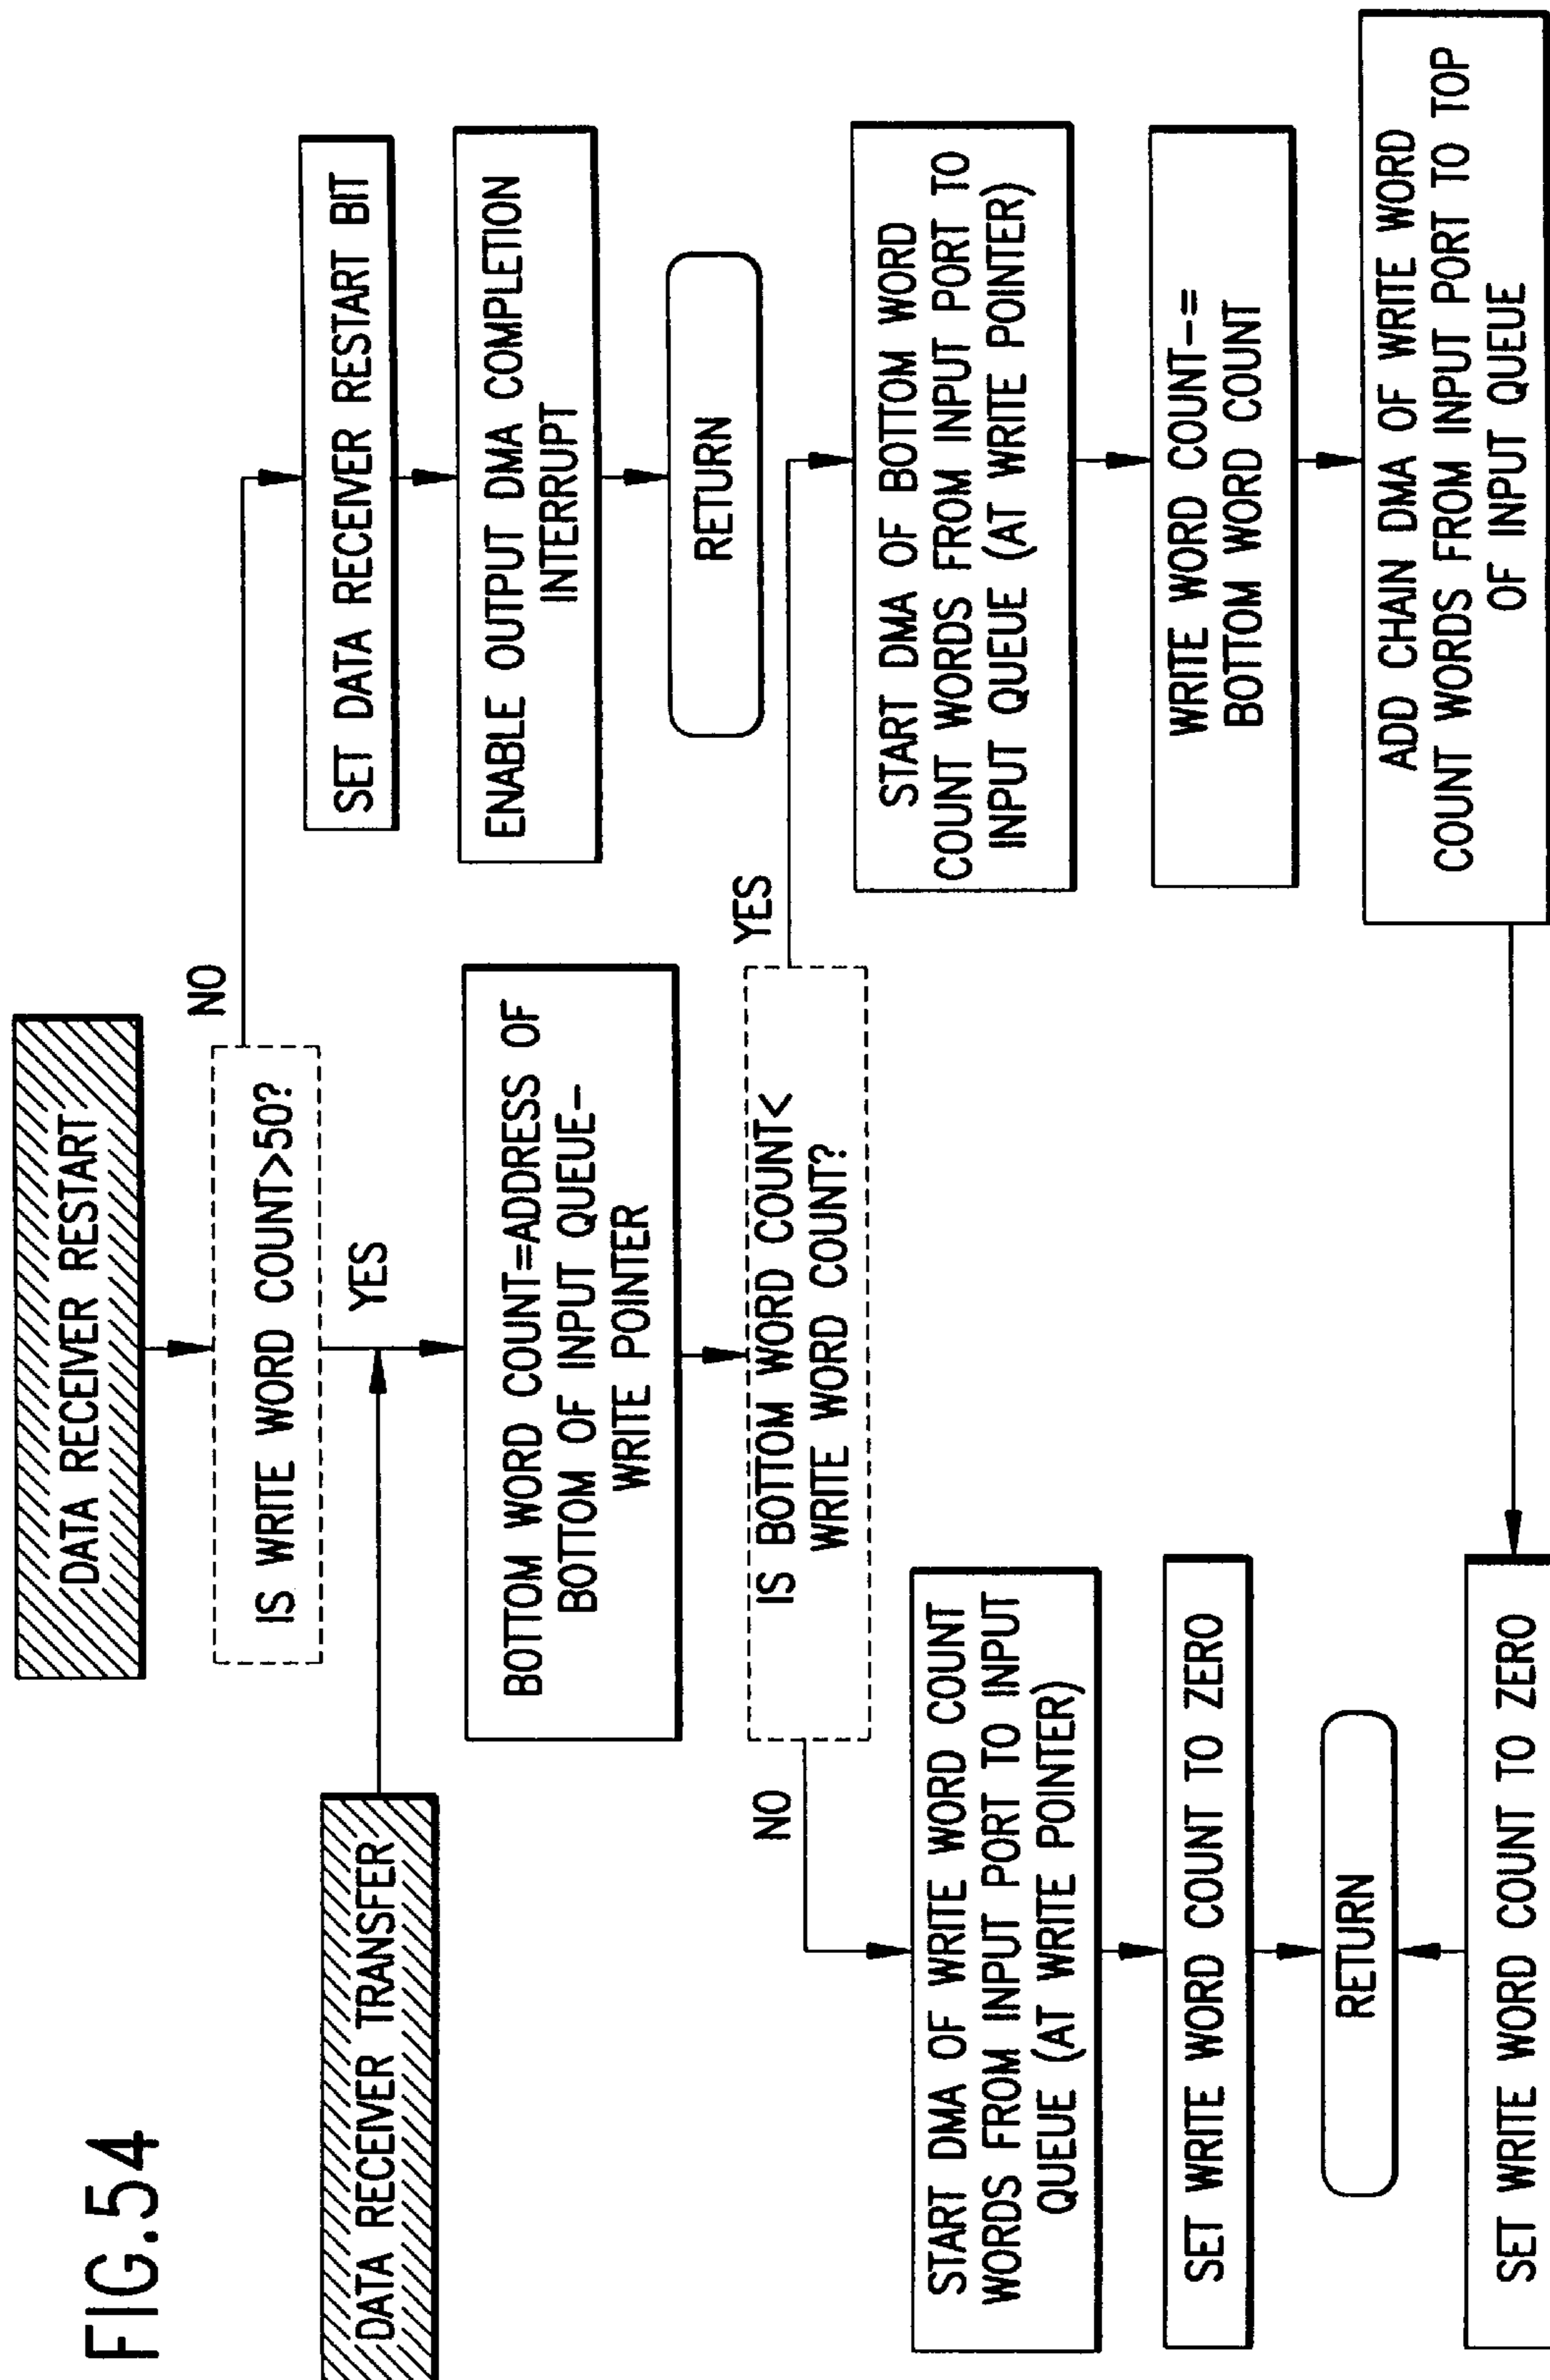 FIG.54
DATA RECEIVER RESTART
IS WRITE WORD COUNT>50?
NO
YES
DATA RECEIVER TRANSFER
SET DATA RECEIVER RESTART BIT
ENABLE OUTPUT DMA COMPLETION
INTERRUPT
RETURN
BOTTOM WORD COUNT=ADDRESS OF
BOTTOM OF INPUT QUEUE-
WRITE POINTER
IS BOTTOM WORD COUNT<
WRITE WORD COUNT?
YES
NO
START DMA OF BOTTOM WORD
COUNT WORDS FROM INPUT PORT TO
INPUT QUEUE (AT WRITE POINTER)
WRITE WORD COUNT-=
BOTTOM WORD COUNT
ADD CHAIN DMA OF WRITE WORD
COUNT WORDS FROM INPUT PORT TO TOP
OF INPUT QUEUE
START DMA OF WRITE WORD COUNT
WORDS FROM INPUT PORT TO INPUT
QUEUE (AT WRITE POINTER)
SET WRITE WORD COUNT TO ZERO
RETURN
SET WRITE WORD COUNT TO ZERO